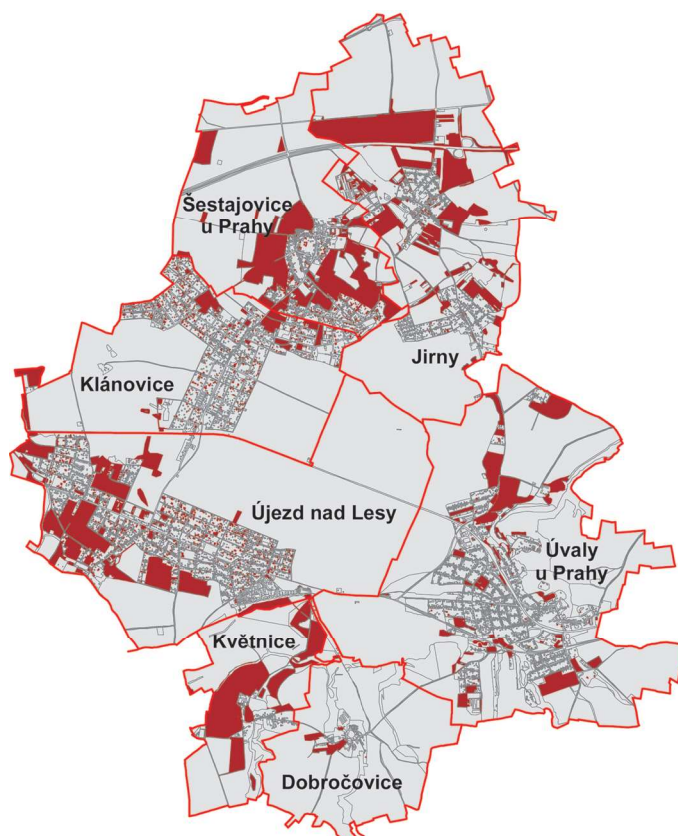 Šestajovice
u Prahy
Jirny
Klánovice
Újezd nad Lesy
Úvaly
u Prahy
Květnice
Dobročovice